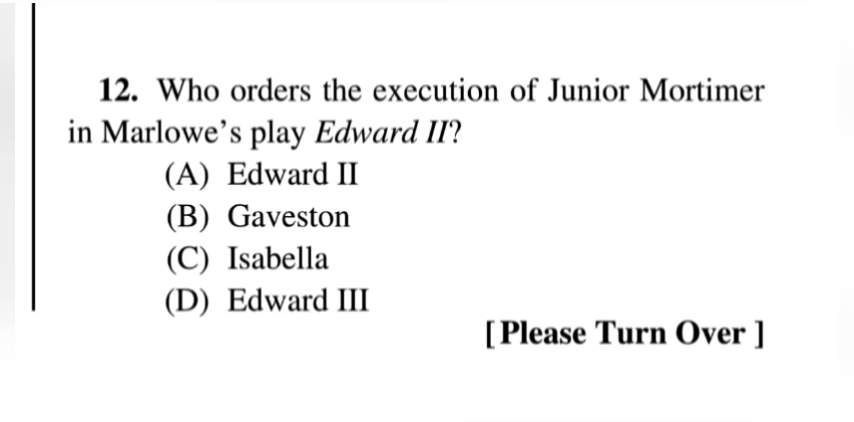 12. Who orders the execution of Junior Mortimer
in Marlowe's play Edward II?
(A) Edward II
(B) Gaveston
(C) Isabella
(D) Edward III
[ Please Turn Over ]